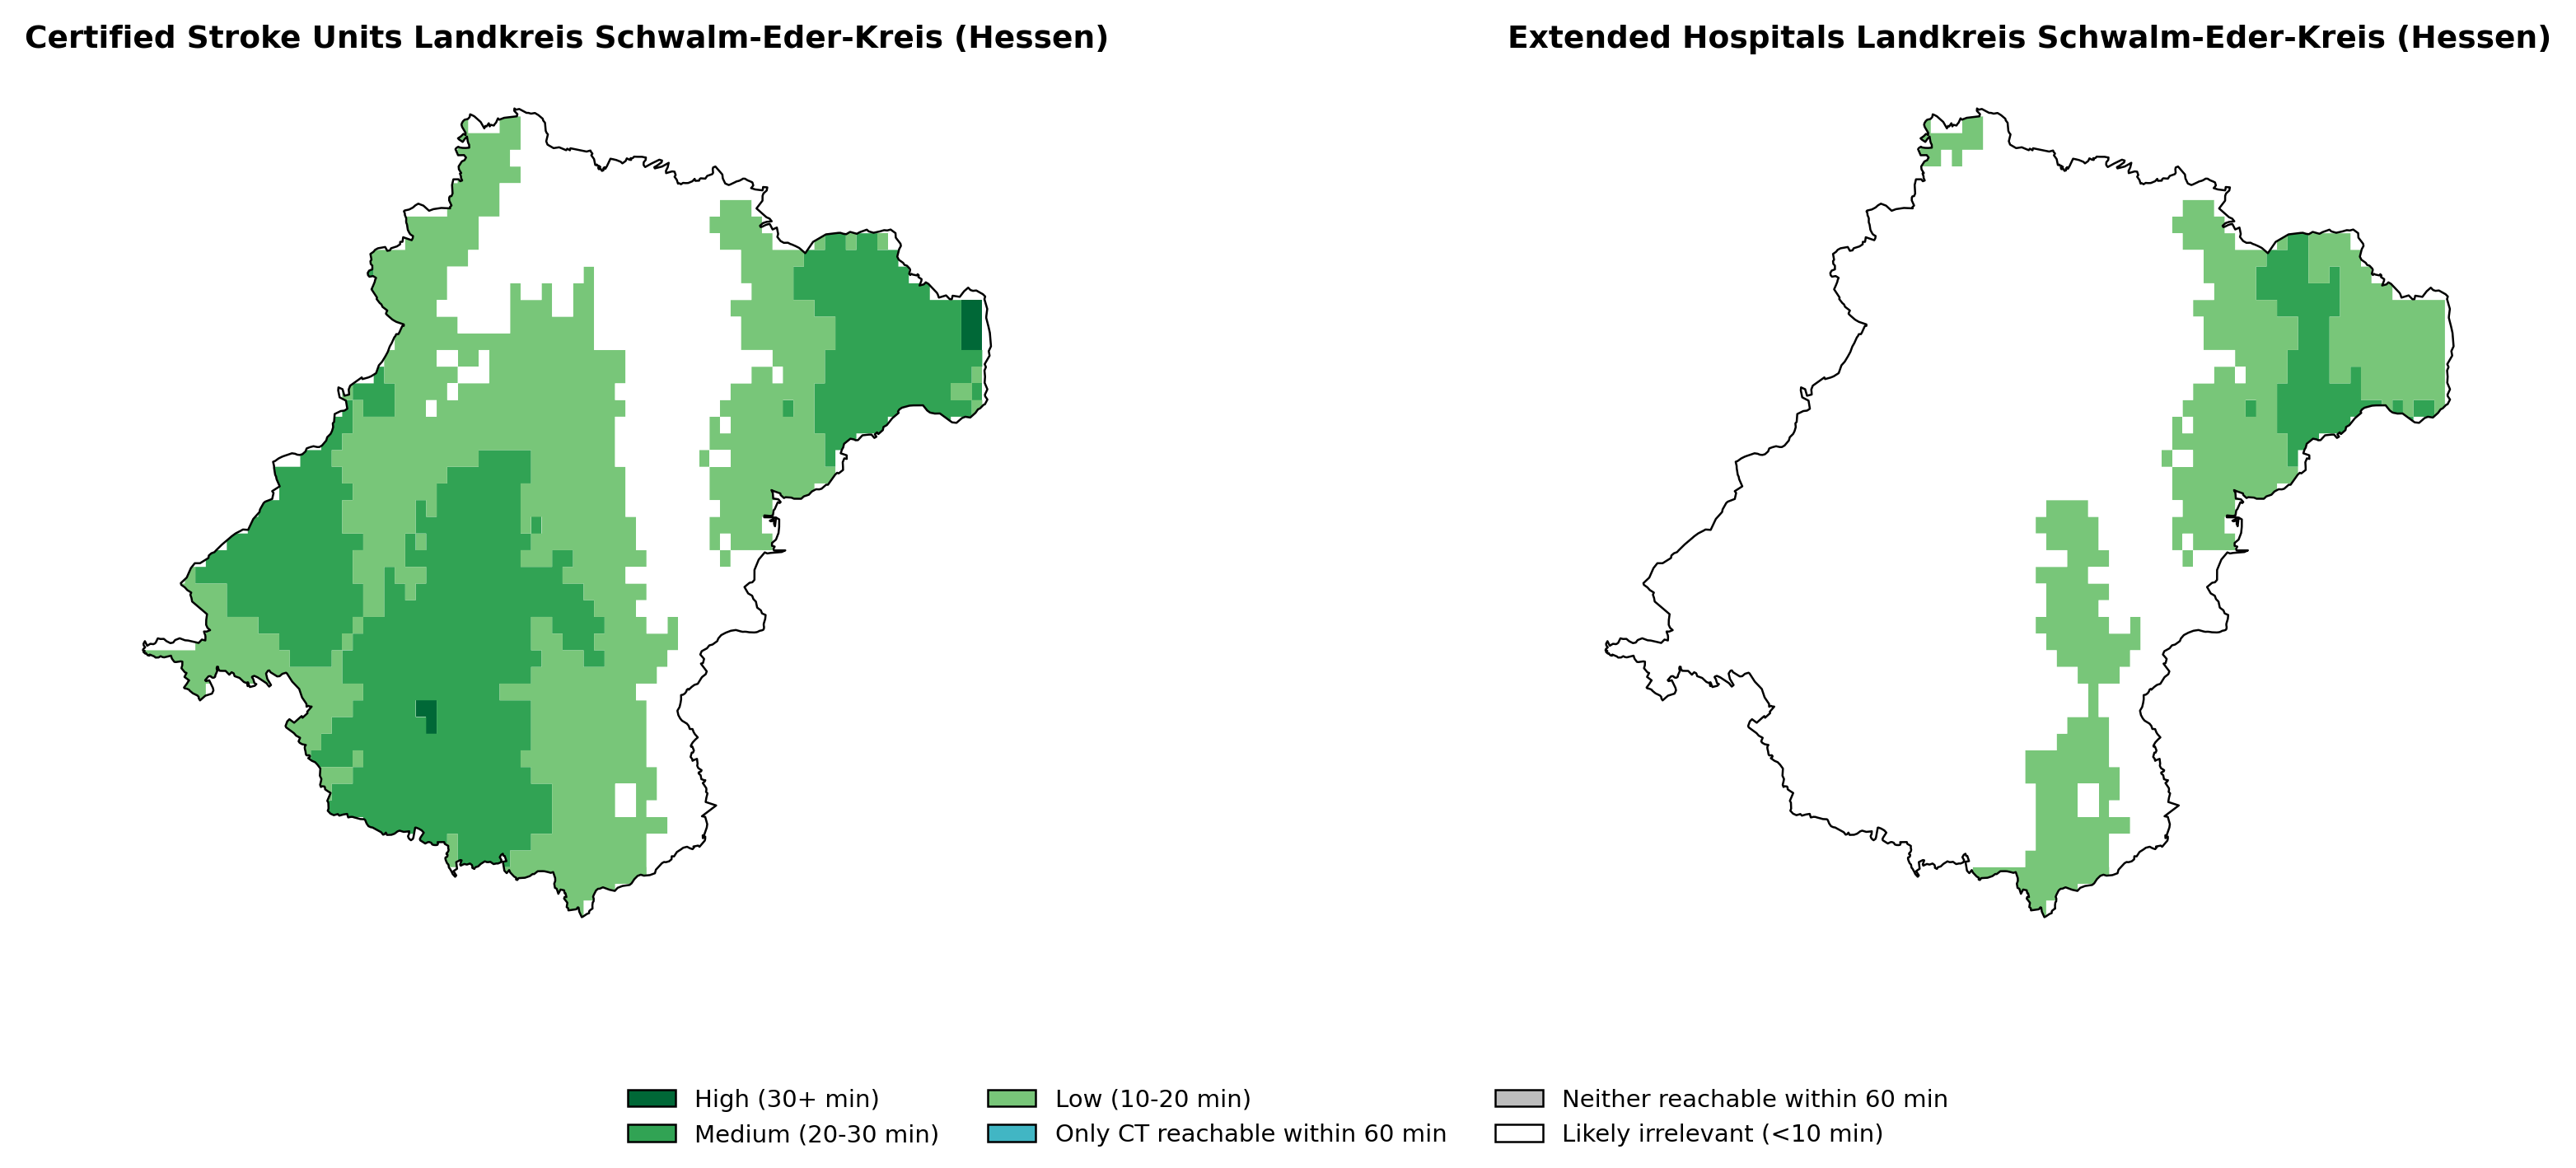 Certified Stroke Units Landkreis Schwalm-Eder-Kreis (Hessen)
Extended Hospitals Landkreis Schwalm-Eder-Kreis (Hessen)
High (30+ min)
Medium (20-30 min)
Low (10-20 min)
Only CT reachable within 60 min
Neither reachable within 60 min
Likely irrelevant (<10 min)